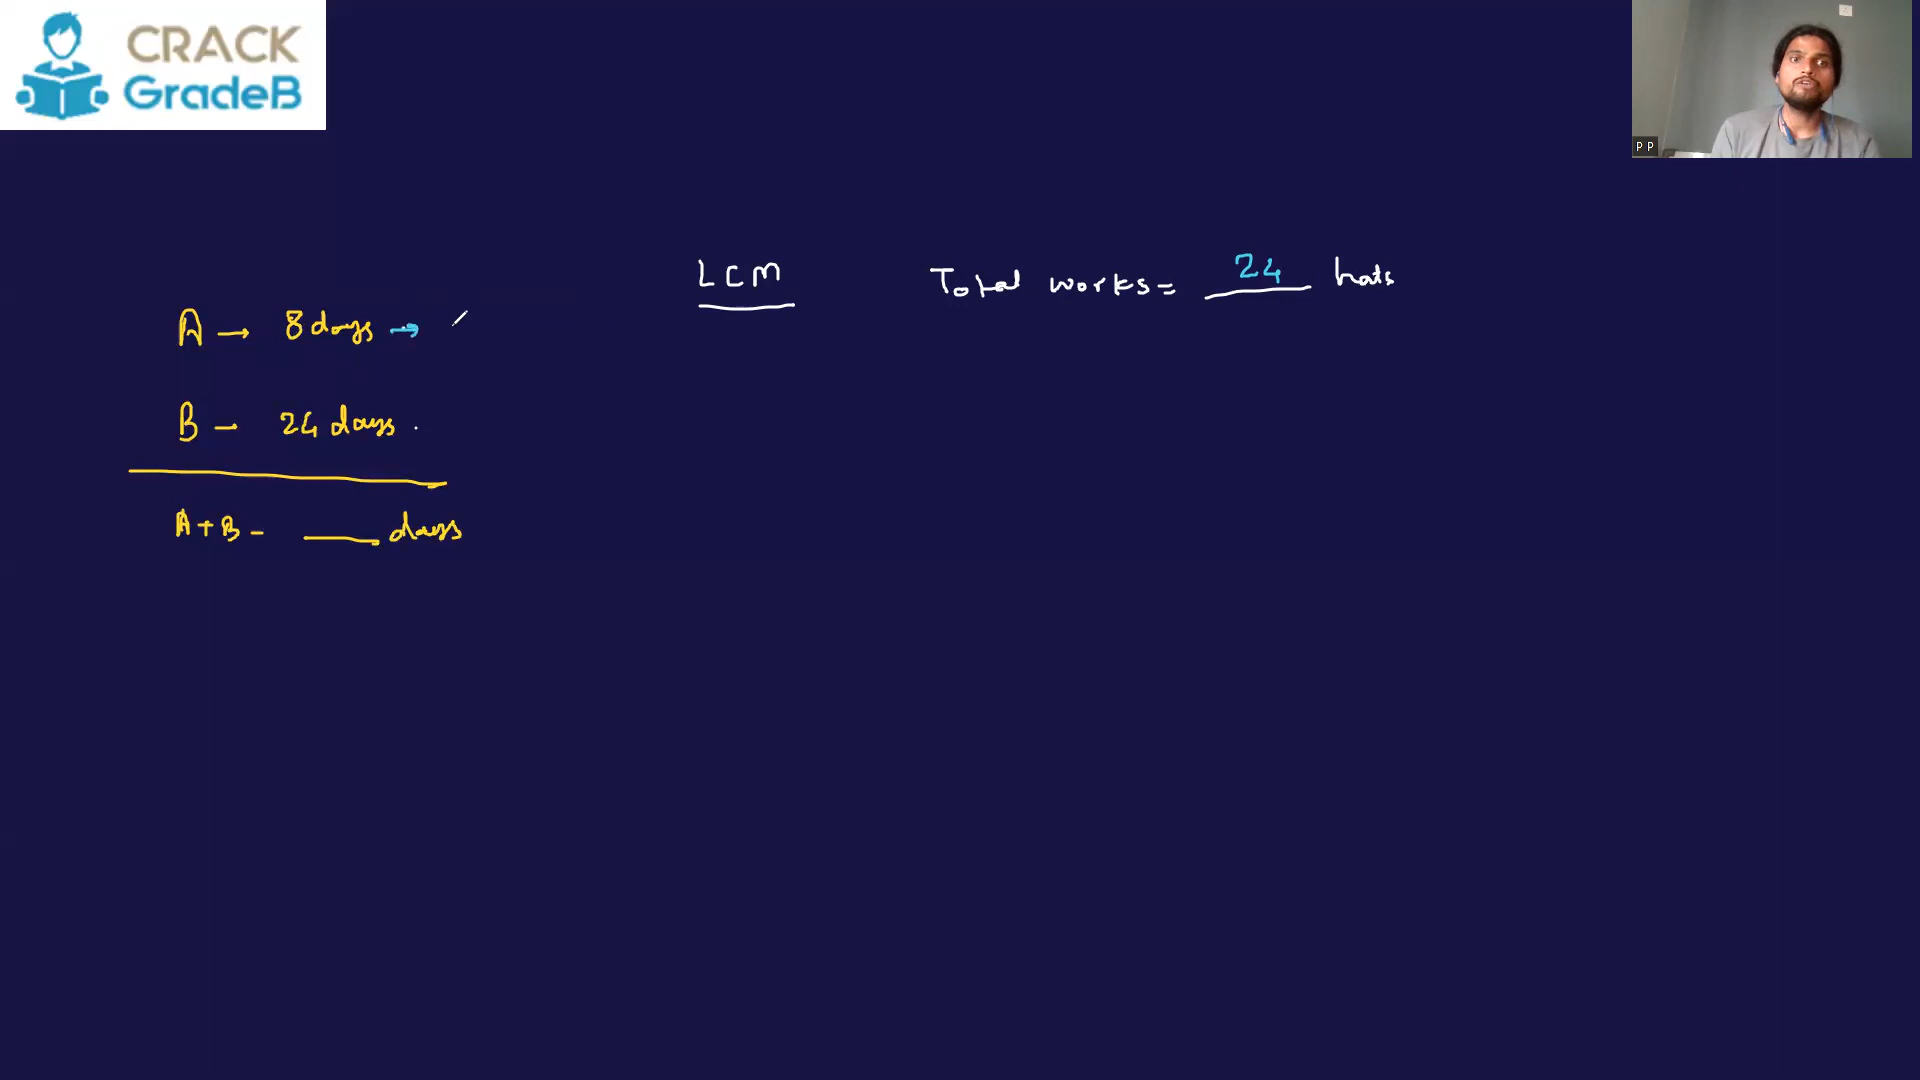 CRACK
GradeB
P P
LCM Total works = 24 hats
A → 8 days →
B - 24 days .
A + B - ___ days